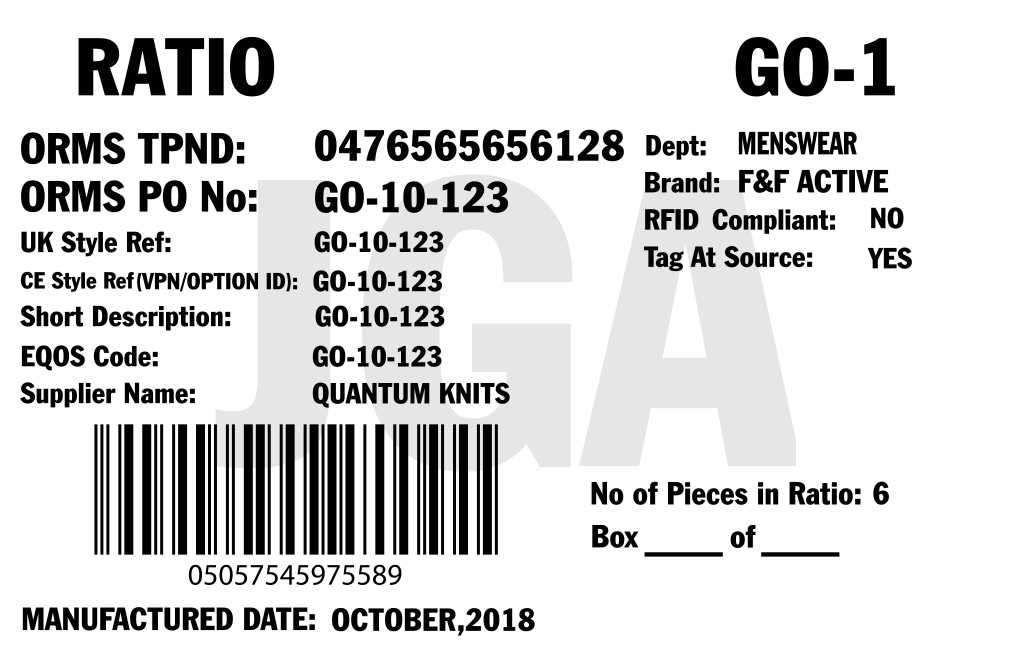 RATIO GO-1
ORMS TPND: 0476565656128
ORMS PO No: GO-10-123
UK Style Ref: GO-10-123
CE Style Ref(VPN/OPTION ID): GO-10-123
Short Description: GO-10-123
EQOS Code: GO-10-123
Supplier Name: QUANTUM KNITS
Dept: MENSWEAR
Brand: F&F ACTIVE
RFID Compliant: NO
Tag At Source: YES
JGA
No of Pieces in Ratio: 6
Box _____ of _____
05057545975589
MANUFACTURED DATE: OCTOBER,2018